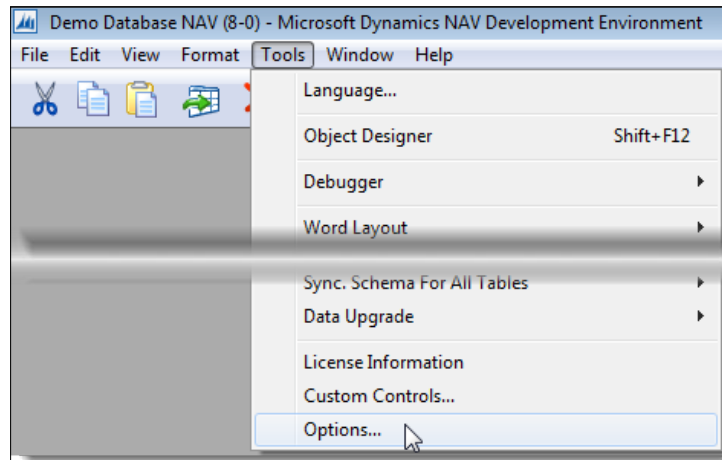 Demo Database NAV (8-0) - Microsoft Dynamics NAV Development Environment
File Edit View Format Tools Window Help
Language...
Object Designer Shift+F12
Debugger
Word Layout
Sync. Schema For All Tables
Data Upgrade
License Information
Custom Controls...
Options...